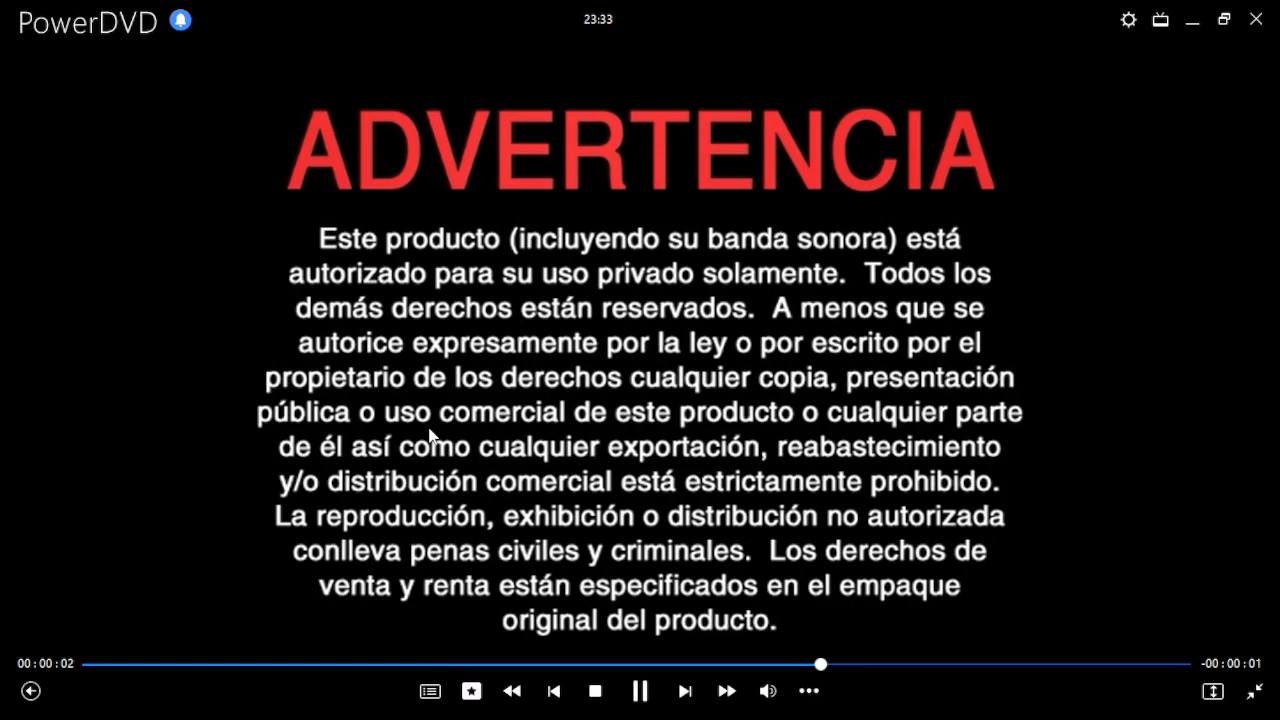 PowerDVD
23:33
ADVERTENCIA
Este producto (incluyendo su banda sonora) está
autorizado para su uso privado solamente.  Todos los
demás derechos están reservados.  A menos que se
autorice expresamente por la ley o por escrito por el
propietario de los derechos cualquier copia, presentación
pública o uso comercial de este producto o cualquier parte
de él así como cualquier exportación, reabastecimiento
y/o distribución comercial está estrictamente prohibido.
La reproducción, exhibición o distribución no autorizada
conlleva penas civiles y criminales.  Los derechos de
venta y renta están especificados en el empaque
original del producto.
00:00:02
-00:00:01